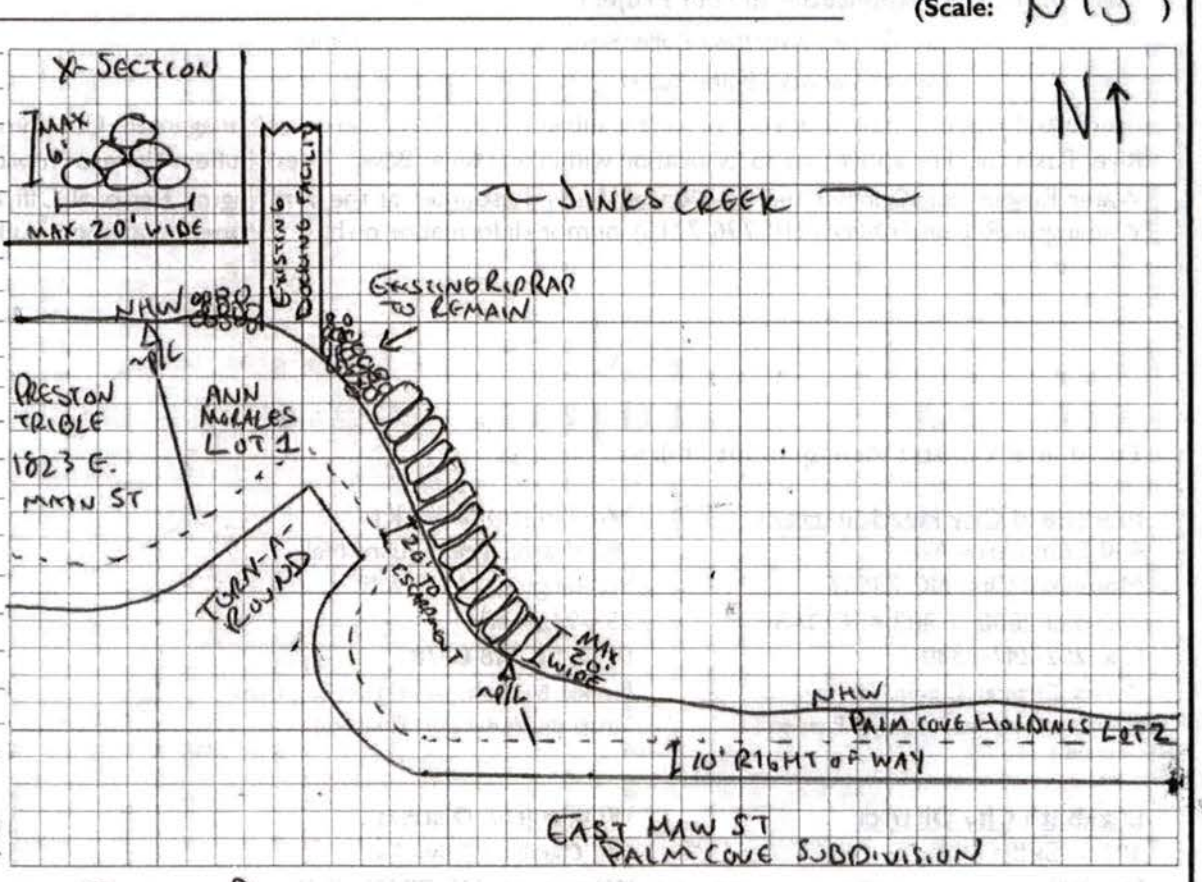 (Scale: NTS )
X-SECTION
MAX
6'
MAX 20' WIDE
N
EXISTING
DOCKING FACILITY
JINKS CREEK
EXISTING RIPRAP
TO REMAIN
NHW
~P/L
PRESTON
TRIBLE
1823 E.
MAIN ST
ANN
MORALES
LOT 1
TURN-A-
ROUND
~20' TO
ESCARPMENT
MAX
20'
WIDE
~P/L
NHW
PALM COVE HOLDINGS LOT 2
10' RIGHT OF WAY
EAST MAIN ST
PALM COVE SUBDIVISION